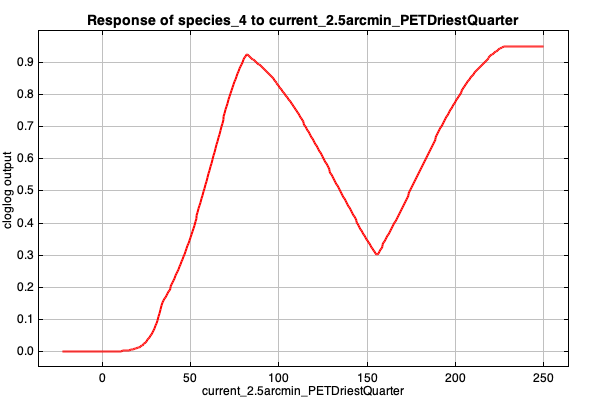 Response of species_4 to current_2.5arcmin_PETDriestQuarter
0.9
0.8
0.7
0.6
0.5
0.4
0.3
0.2
0.1
0.0
cloglog output
0 50 100 150 200 250
current_2.5arcmin_PETDriestQuarter